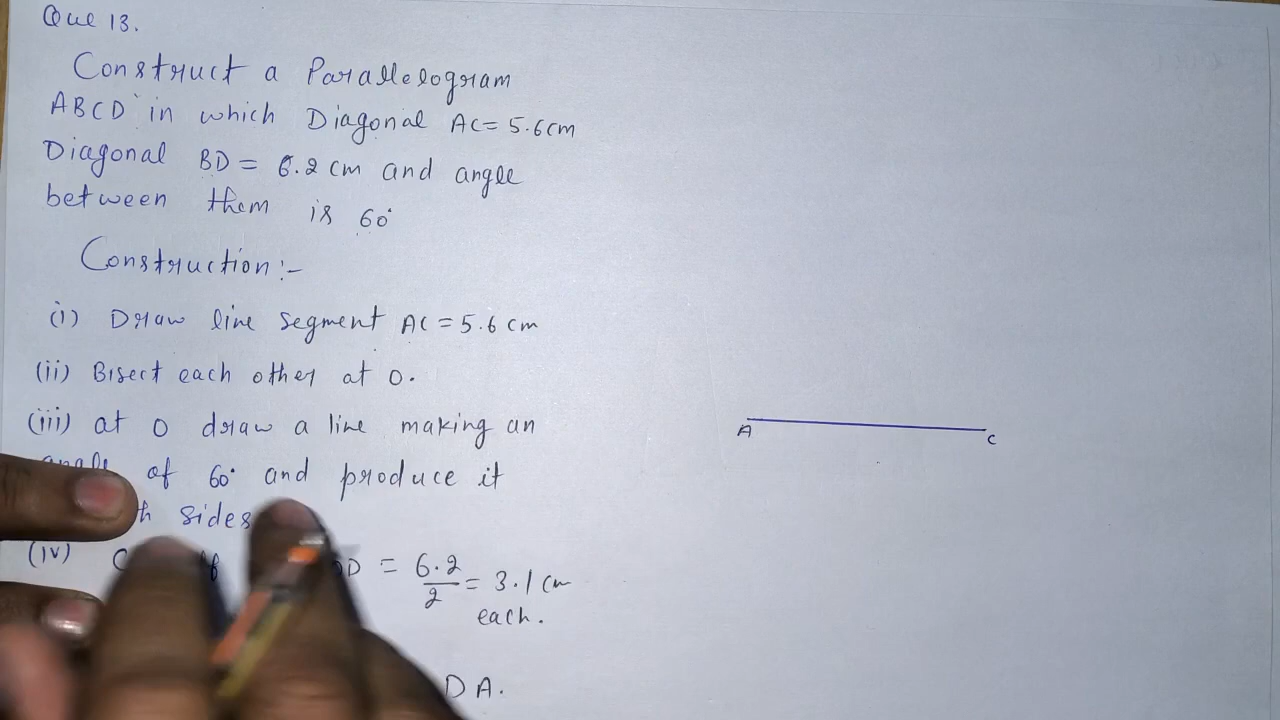 Que 13.
Construct a Parallelogram
ABCD in which Diagonal AC = 5.6cm
Diagonal BD = 6.2 cm and angle
between them is 60°
Construction :-
(i) Draw line segment AC = 5.6 cm
(ii) Bisect each other at O.
(iii) at O draw a line making an
of 60° and produce it
sides
(iv) = 6.2/2 = 3.1 cm
each.
DA.
A
C